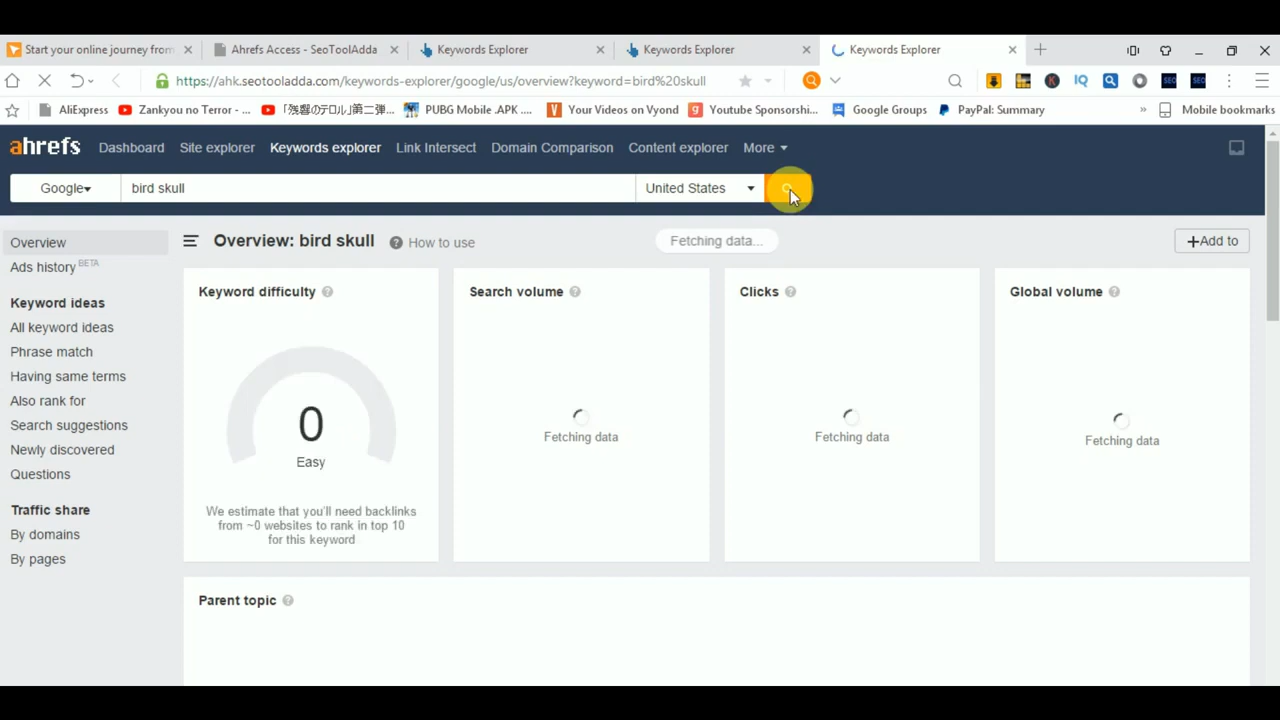 Start your online journey from
Ahrefs Access - SeoToolAdda
Keywords Explorer
Keywords Explorer
Keywords Explorer
https://ahk.seotooladda.com/keywords-explorer/google/us/overview?keyword=bird%20skull
AliExpress
Zankyou no Terror - ...
「残響のテロル」第二弾...
PUBG Mobile .APK ....
Your Videos on Vyond
Youtube Sponsorshi...
Google Groups
PayPal: Summary
»
Mobile bookmarks
ahrefs
Dashboard
Site explorer
Keywords explorer
Link Intersect
Domain Comparison
Content explorer
More
Google
bird skull
United States
Overview
Ads history BETA
Keyword ideas
All keyword ideas
Phrase match
Having same terms
Also rank for
Search suggestions
Newly discovered
Questions
Traffic share
By domains
By pages
Overview: bird skull
? How to use
Fetching data...
+Add to
Keyword difficulty ?
0
Easy
We estimate that you'll need backlinks
from ~0 websites to rank in top 10
for this keyword
Search volume ?
Fetching data
Clicks ?
Fetching data
Global volume ?
Fetching data
Parent topic ?